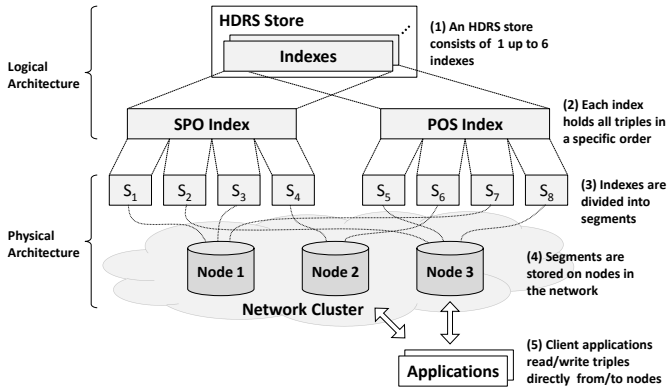 HDRS Store
Indexes
(1) An HDRS store
consists of 1 up to 6
indexes
Logical
Architecture
SPO Index
POS Index
(2) Each index
holds all triples in
a specific order
S1
S2
S3
S4
S5
S6
S7
S8
(3) Indexes are
divided into
segments
Physical
Architecture
Node 1
Node 2
Node 3
(4) Segments are
stored on nodes in
the network
Network Cluster
Applications
(5) Client applications
read/write triples
directly from/to nodes